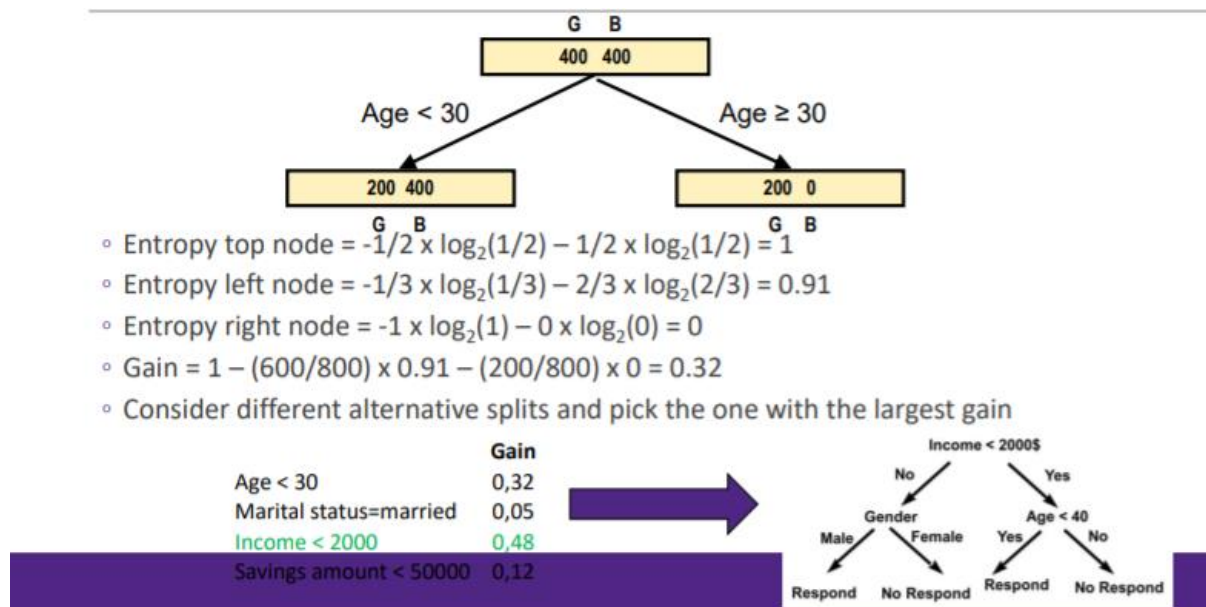 G B
400 400
Age < 30 Age ≥ 30
200 400 200 0
G B G B
◦ Entropy top node = -1/2 x log₂(1/2) – 1/2 x log₂(1/2) = 1
◦ Entropy left node = -1/3 x log₂(1/3) – 2/3 x log₂(2/3) = 0.91
◦ Entropy right node = -1 x log₂(1) – 0 x log₂(0) = 0
◦ Gain = 1 – (600/800) x 0.91 – (200/800) x 0 = 0.32
◦ Consider different alternative splits and pick the one with the largest gain
Gain
Age < 30 0,32
Marital status=married 0,05
Income < 2000 0,48
Savings amount < 50000 0,12
Income < 2000$
No Yes
Gender Age < 40
Male Female Yes No
Respond No Respond Respond No Respond